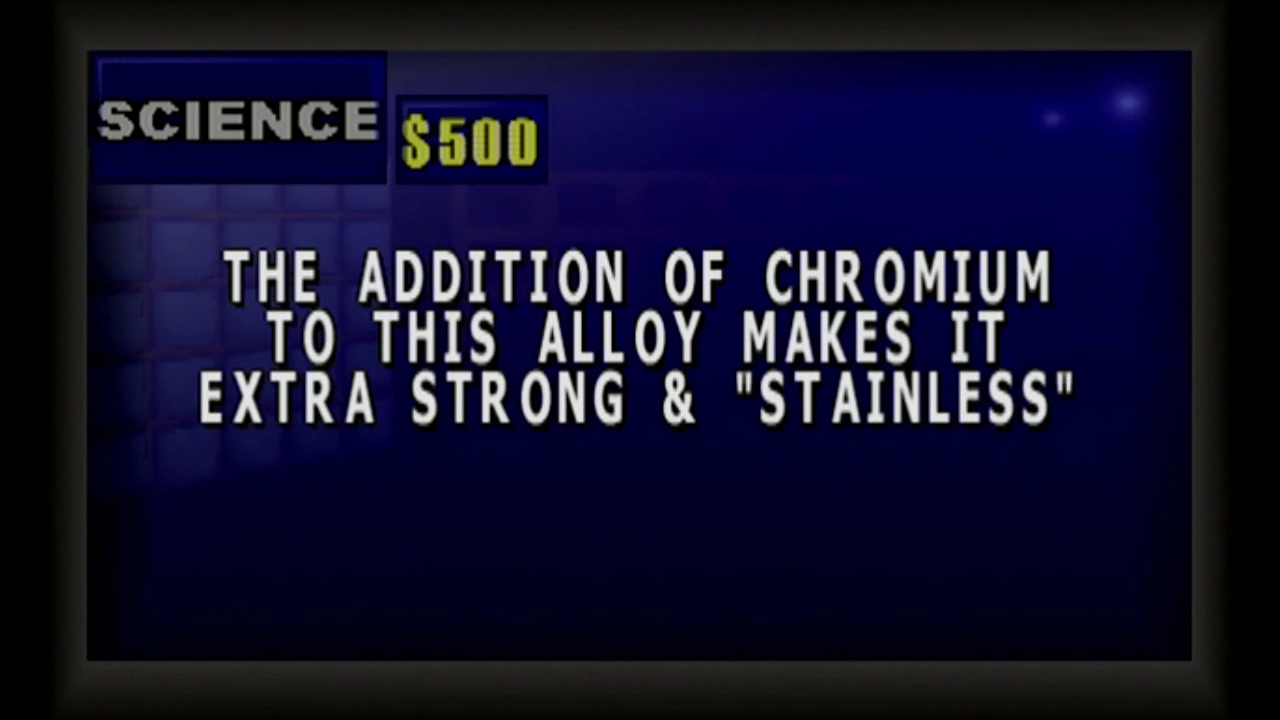 SCIENCE
$500
THE ADDITION OF CHROMIUM
TO THIS ALLOY MAKES IT
EXTRA STRONG & "STAINLESS"